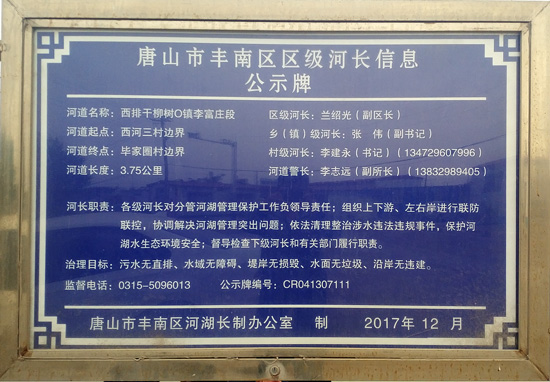 唐山市丰南区区级河长信息
公示牌
河道名称：西排干柳树O镇李富庄段 区级河长：兰绍光（副区长）
河道起点：西河三村边界 乡（镇）级河长：张 伟（副书记）
河道终点：毕家圈村边界 村级河长：李建永（书记）（134729607996）
河道长度：3.75公里 河道警长：李志远（副所长）（13832989405）
河长职责：各级河长对分管河湖管理保护工作负领导责任；组织上下游、左右岸进行联防
联控，协调解决河湖管理突出问题；依法清理整治涉水违法违规事件，保护河
湖水生态环境安全；督导检查下级河长和有关部门履行职责。
治理目标：污水无直排、水域无障碍、堤岸无损毁、水面无垃圾、沿岸无违建。
监督电话：0315-5096013 公示牌编号：CR041307111
唐山市丰南区河湖长制办公室 制 2017年 12 月